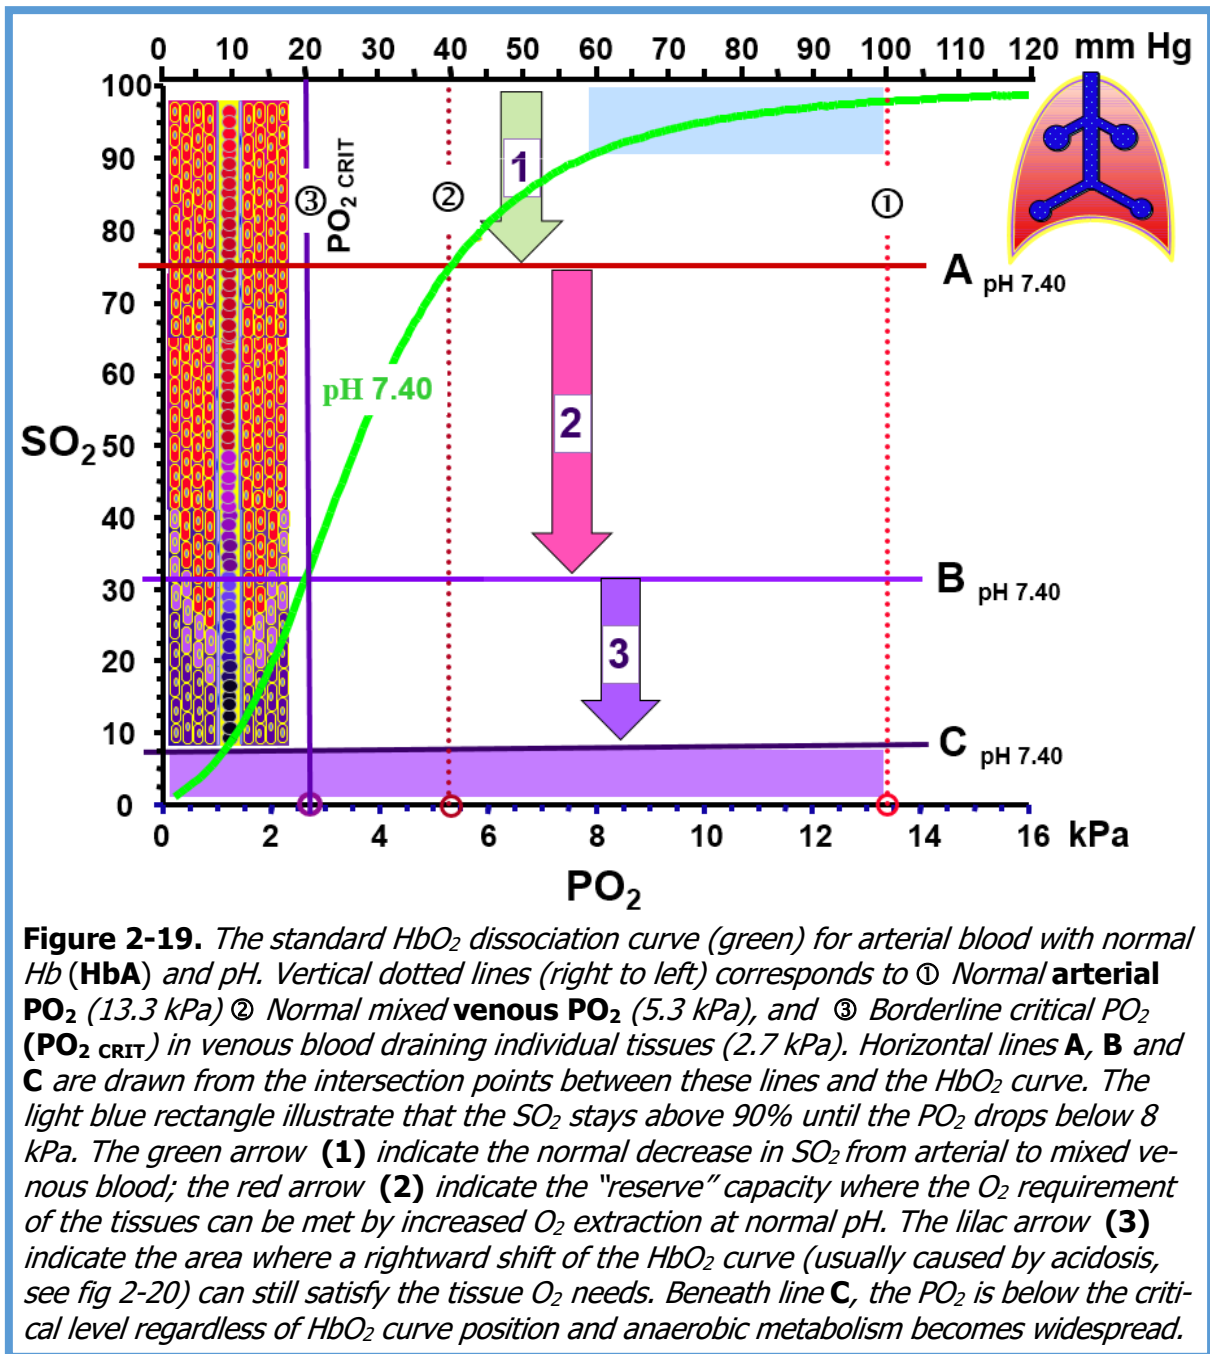 0 10 20 30 40 50 60 70 80 90 100 110 120 mm Hg
100
90
80
70
60
50
40
30
20
10
0
SO₂
③
PO₂ CRIT
②
①
1
2
3
pH 7.40
A pH 7.40
B pH 7.40
C pH 7.40
0 2 4 6 8 10 12 14 16 kPa
PO₂
Figure 2-19. The standard HbO₂ dissociation curve (green) for arterial blood with normal
Hb (HbA) and pH. Vertical dotted lines (right to left) corresponds to ① Normal arterial
PO₂ (13.3 kPa) ② Normal mixed venous PO₂ (5.3 kPa), and ③ Borderline critical PO₂
(PO₂ CRIT) in venous blood draining individual tissues (2.7 kPa). Horizontal lines A, B and
C are drawn from the intersection points between these lines and the HbO₂ curve. The
light blue rectangle illustrate that the SO₂ stays above 90% until the PO₂ drops below 8
kPa. The green arrow (1) indicate the normal decrease in SO₂ from arterial to mixed ve-
nous blood; the red arrow (2) indicate the "reserve" capacity where the O₂ requirement
of the tissues can be met by increased O₂ extraction at normal pH. The lilac arrow (3)
indicate the area where a rightward shift of the HbO₂ curve (usually caused by acidosis,
see fig 2-20) can still satisfy the tissue O₂ needs. Beneath line C, the PO₂ is below the criti-
cal level regardless of HbO₂ curve position and anaerobic metabolism becomes widespread.